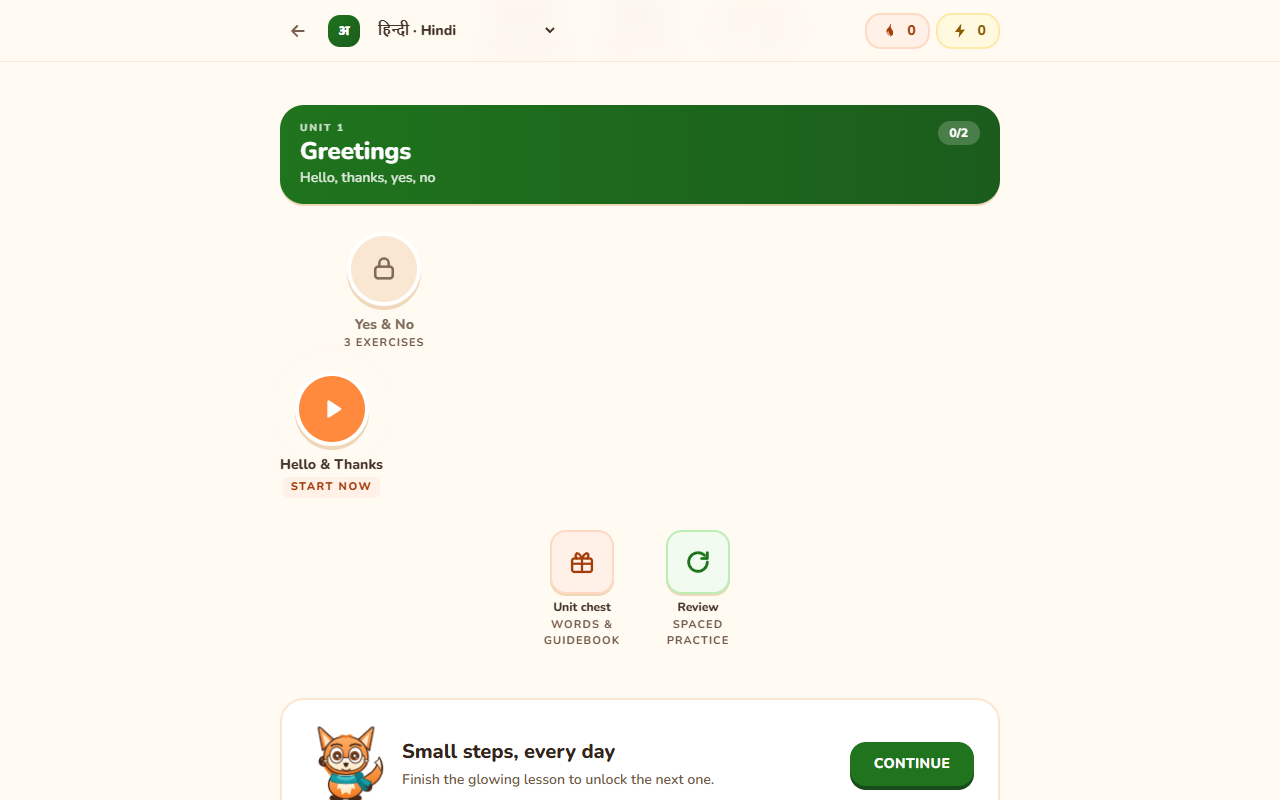 अ
हिन्दी · Hindi
0
0
UNIT 1
0/2
Greetings
Hello, thanks, yes, no
Yes & No
3 EXERCISES
Hello & Thanks
START NOW
Unit chest
WORDS &
GUIDEBOOK
Review
SPACED
PRACTICE
Small steps, every day
Finish the glowing lesson to unlock the next one.
CONTINUE